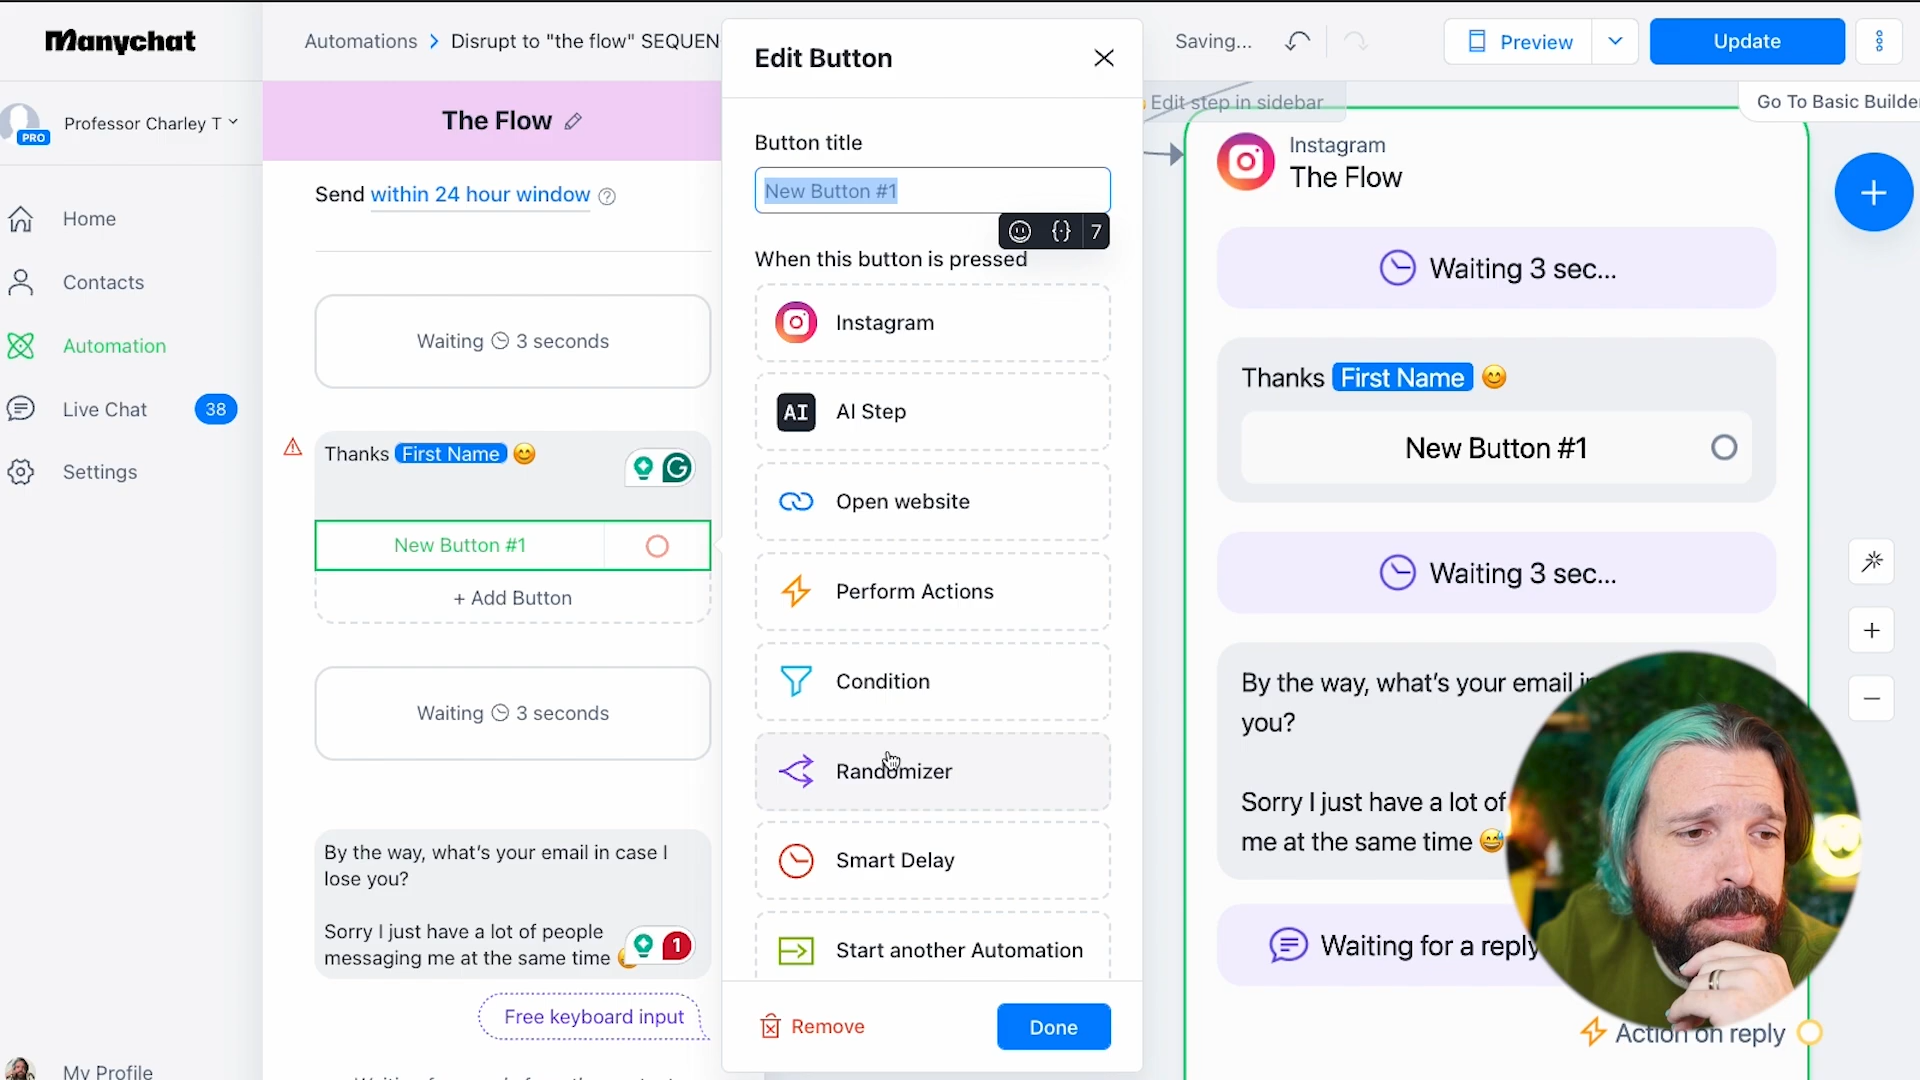 Manychat
Professor Charley T
PRO
Home
Contacts
Automation
Live Chat
38
Settings
My Profile
Automations > Disrupt to "the flow" SEQUEN
The Flow
Send within 24 hour window ?
Waiting 3 seconds
Thanks First Name 😊
New Button #1
+ Add Button
Waiting 3 seconds
By the way, what's your email in case I
lose you?
Sorry I just have a lot of people
messaging me at the same time
1
Free keyboard input
Edit Button
Button title
New Button #1
7
When this button is pressed
Instagram
AI AI Step
Open website
Perform Actions
Condition
Randomizer
Smart Delay
Start another Automation
Remove
Done
Saving...
Preview
Update
Edit step in sidebar
Go To Basic Builder
Instagram
The Flow
Waiting 3 sec...
Thanks First Name 😊
New Button #1
Waiting 3 sec...
By the way, what's your email i
you?
Sorry I just have a lot of
me at the same time 😅
Waiting for a reply
Action on reply